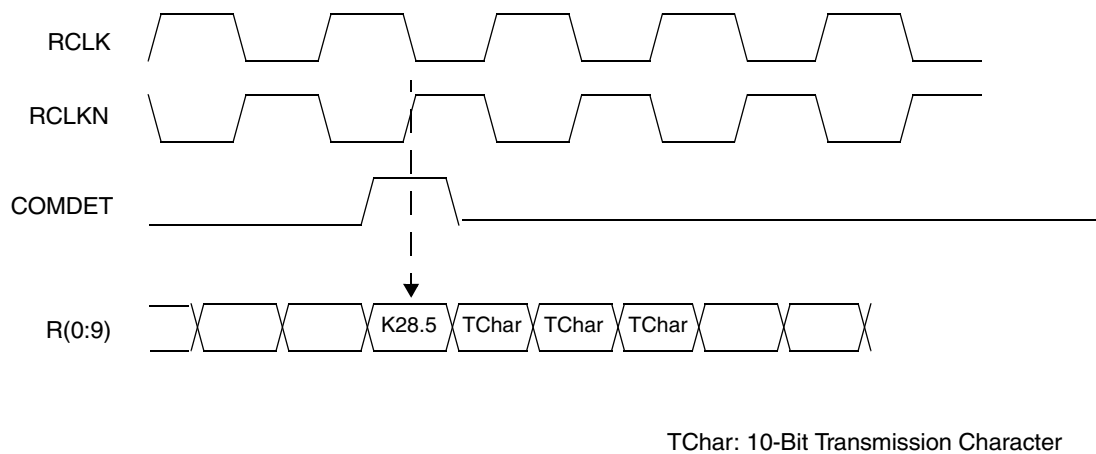 RCLK
RCLKN
COMDET
R(0:9)
K28.5 TChar TChar TChar
TChar: 10-Bit Transmission Character